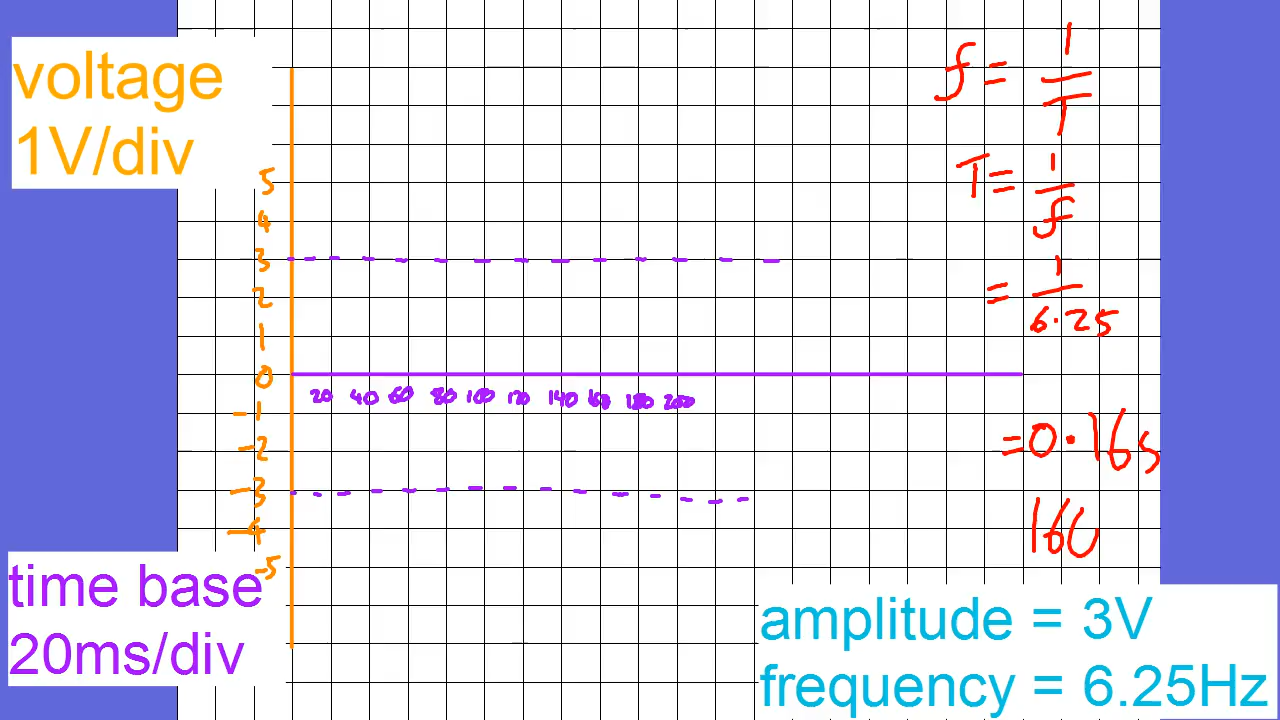 voltage
1V/div
5
4
3
2
1
0
-1
-2
-3
-4
-5
20 40 60 80 100 120 140 160 180 200
time base
20ms/div
f = 1/T
T = 1/f
= 1/6.25
= 0.16s
160
amplitude = 3V
frequency = 6.25Hz